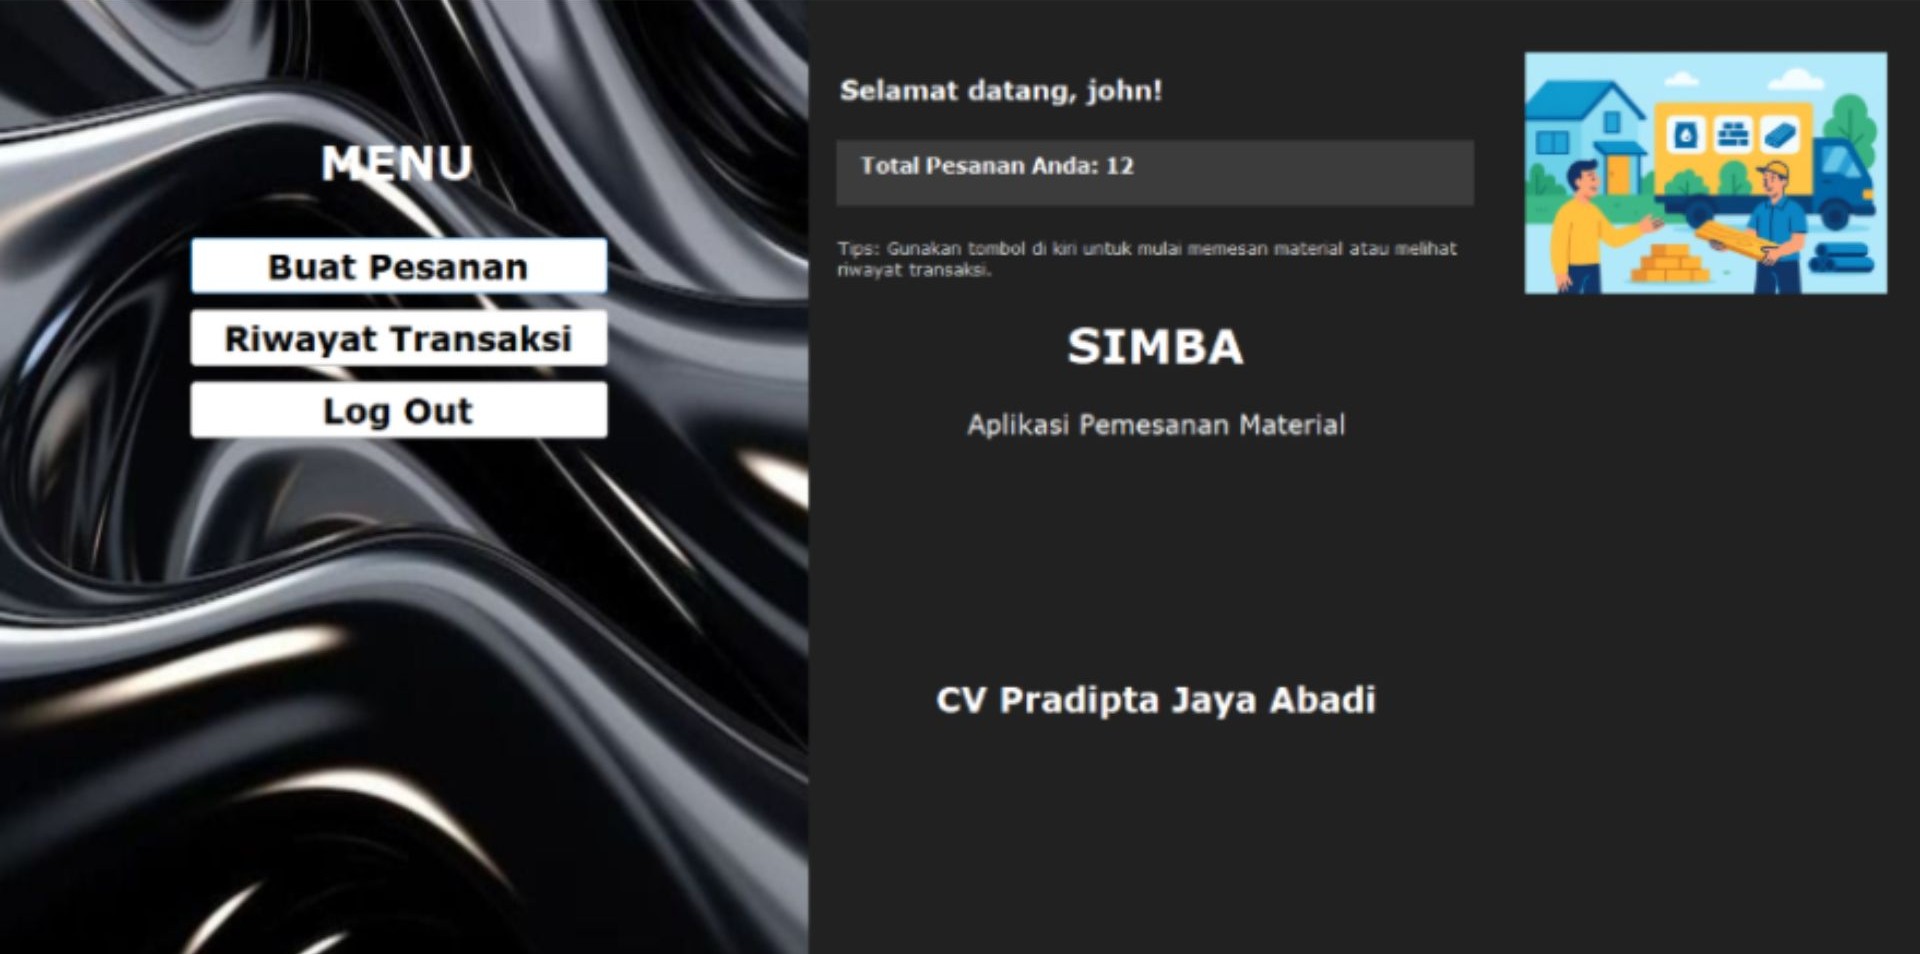 MENU
Buat Pesanan
Riwayat Transaksi
Log Out
Selamat datang, john!
Total Pesanan Anda: 12
Tips: Gunakan tombol di kiri untuk mulai memesan material atau melihat
riwayat transaksi.
SIMBA
Aplikasi Pemesanan Material
CV Pradipta Jaya Abadi